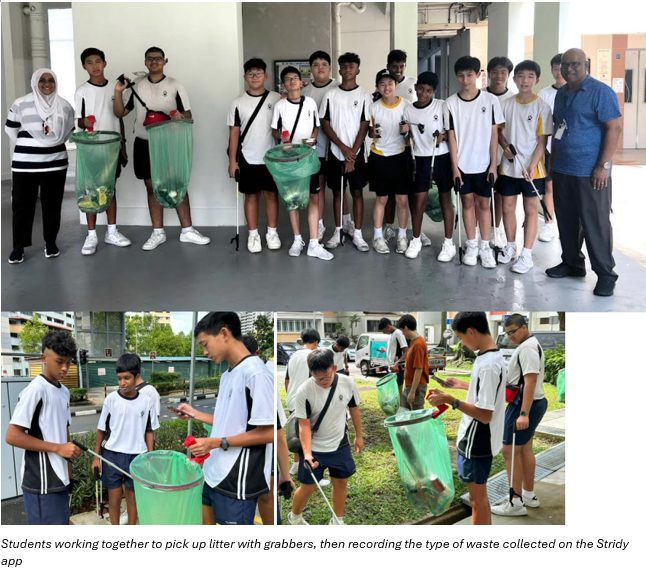 Students working together to pick up litter with grabbers, then recording the type of waste collected on the Stridy
app